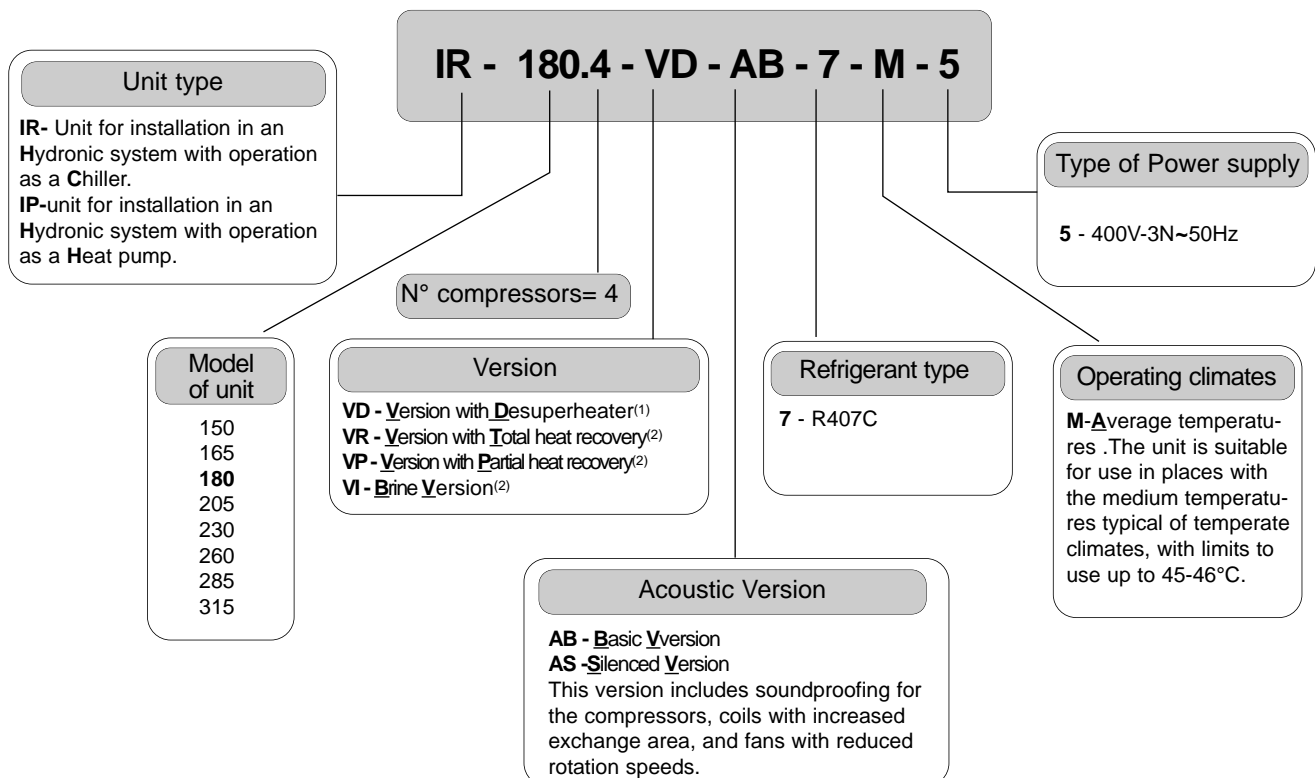 IR - 180.4 - VD - AB - 7 - M - 5
Unit type
IR- Unit for installation in an
Hydronic system with operation
as a Chiller.
IP-unit for installation in an
Hydronic system with operation
as a Heat pump.
Type of Power supply
5 - 400V-3N~50Hz
N° compressors= 4
Model
of unit
150
165
180
205
230
260
285
315
Version
VD - Version with Desuperheater(1)
VR - Version with Total heat recovery(2)
VP - Version with Partial heat recovery(2)
VI - Brine Version(2)
Refrigerant type
7 - R407C
Operating climates
M-Average temperatu-
res .The unit is suitable
for use in places with
the medium temperatu-
res typical of temperate
climates, with limits to
use up to 45-46°C.
Acoustic Version
AB - Basic Vversion
AS -Silenced Version
This version includes soundproofing for
the compressors, coils with increased
exchange area, and fans with reduced
rotation speeds.